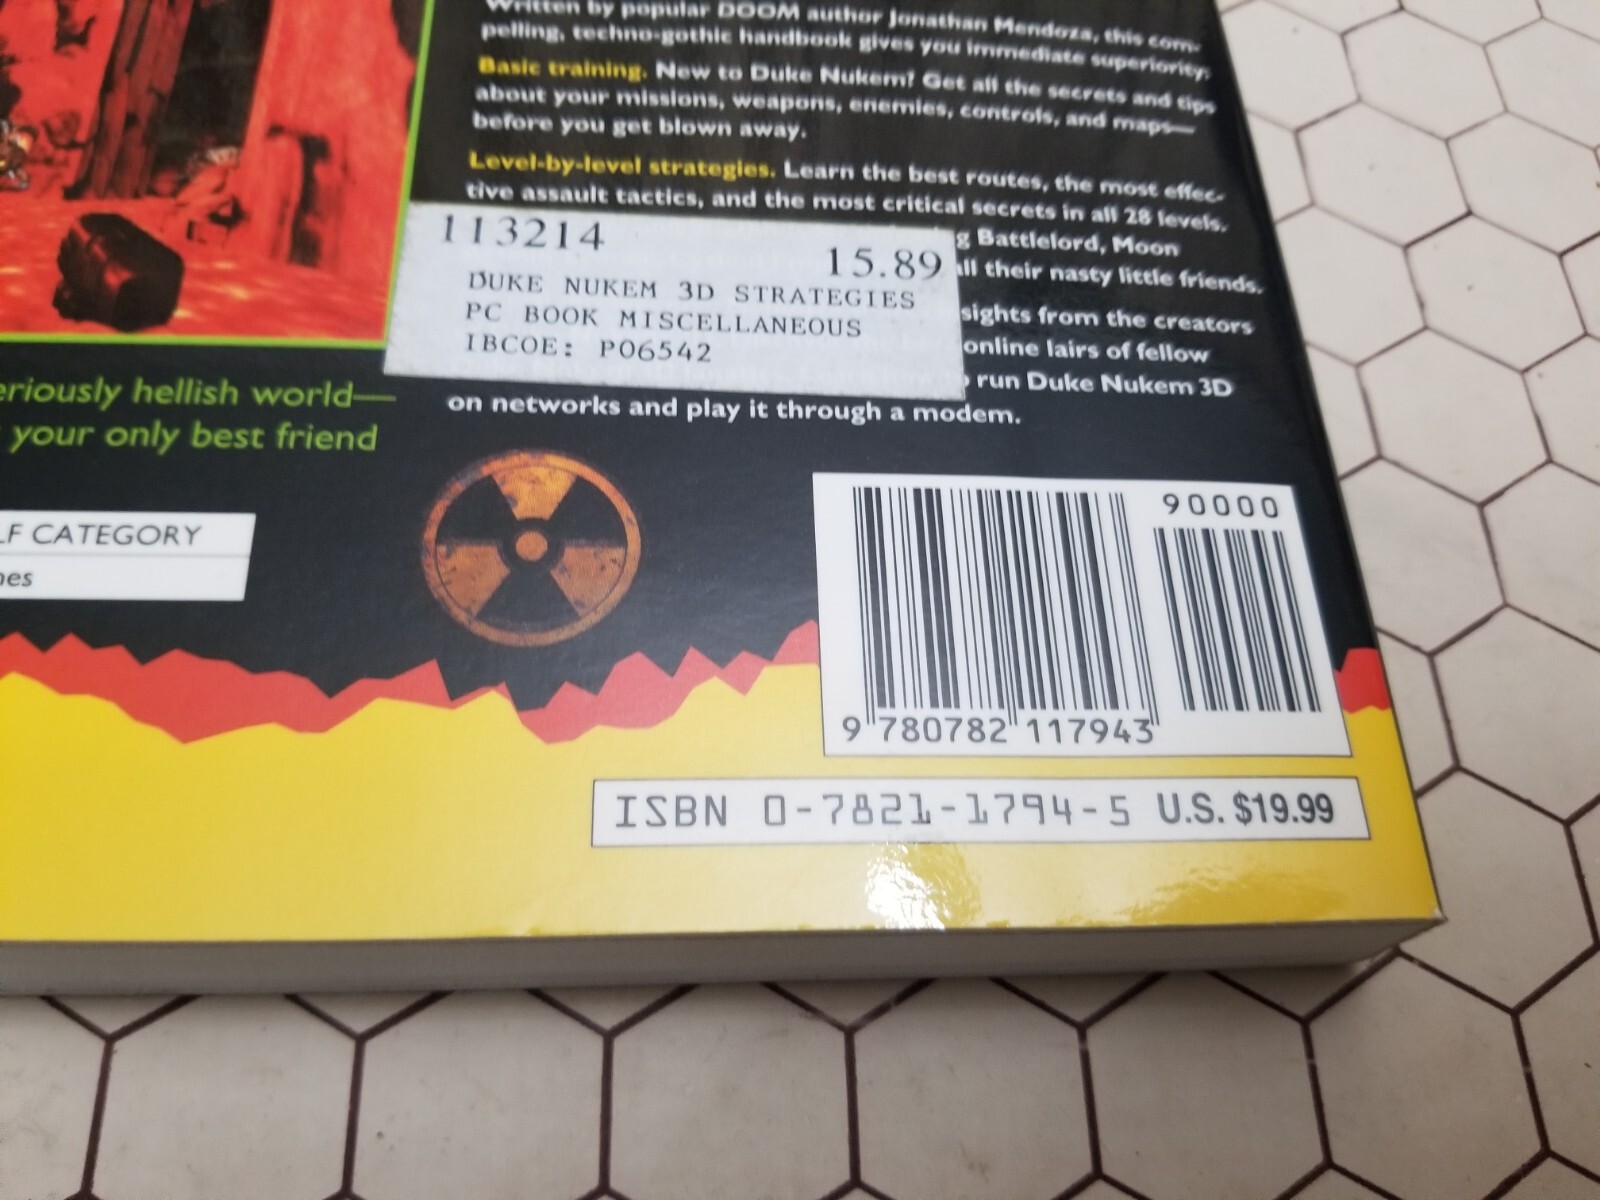 Written by popular DOOM author Jonathan Mendoza, this com-
pelling, techno-gothic handbook gives you immediate superiority.
Basic training. New to Duke Nukem? Get all the secrets and tips
about your missions, weapons, enemies, controls, and maps—
before you get blown away.
Level-by-level strategies. Learn the best routes, the most effec-
tive assault tactics, and the most critical secrets in all 28 levels.
g Battlelord, Moon
all their nasty little friends.
sights from the creators
online lairs of fellow
run Duke Nukem 3D
on networks and play it through a modem.
113214
15.89
DUKE NUKEM 3D STRATEGIES
PC BOOK MISCELLANEOUS
IBCOE: P06542
eriously hellish world—
your only best friend
LF CATEGORY
nes
90000
9 780782 117943
ISBN 0-7821-1794-5 U.S. $19.99